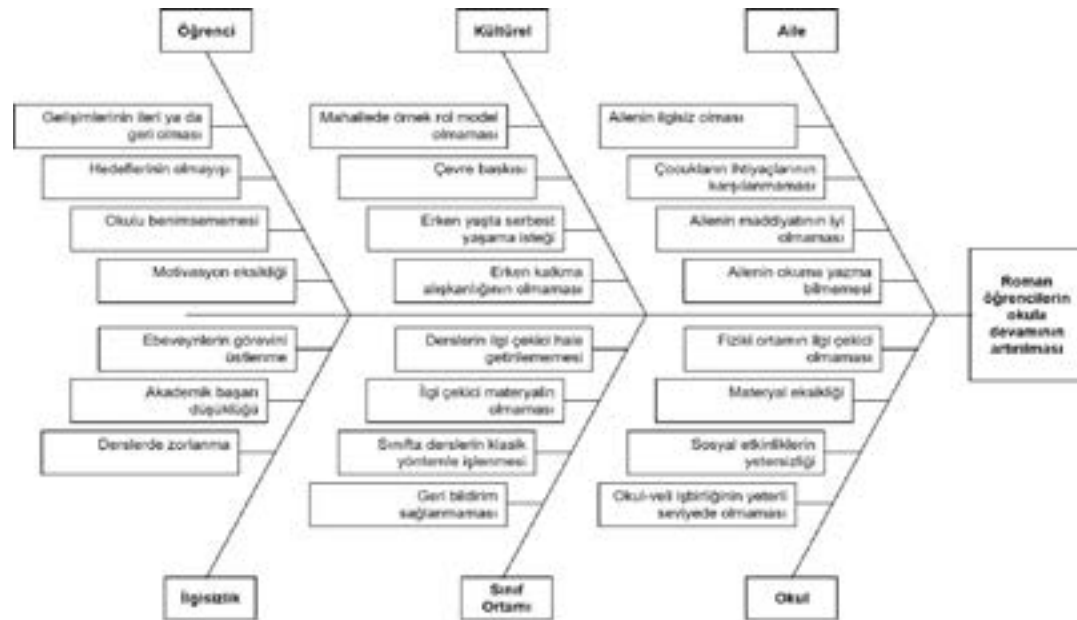 Öğrenci
Kültürel
Aile
Gelişimlerinin ileri ya da
geri olması
Hedeflerinin olmayışı
Okulu benimsememesi
Motivasyon eksikliği
Mahallede örnek rol model
olmaması
Çevre baskısı
Erken yaşta serbest
yaşama isteği
Erken kalkma
alışkanlığının olmaması
Ailenin ilgisiz olması
Çocukların ihtiyaçlarının
karşılanmaması
Ailenin maddiyatının iyi
olmaması
Ailenin okuma yazma
bilmemesi
Roman
öğrencilerin
okula
devamının
artırılması
Ebeveynlerin görevini
üstlenme
Akademik başarı
düşüklüğü
Derslerde zorlanma
Derslerin ilgi çekici hale
getirilememesi
İlgi çekici materyalin
olmaması
Sınıfta derslerin klasik
yöntemle işlenmesi
Geri bildirim
sağlanmaması
Fiziki ortamın ilgi çekici
olmaması
Materyal eksikliği
Sosyal etkinliklerin
yetersizliği
Okul-veli işbirliğinin yeterli
seviyede olmaması
İlgisizlik
Sınıf
Ortamı
Okul